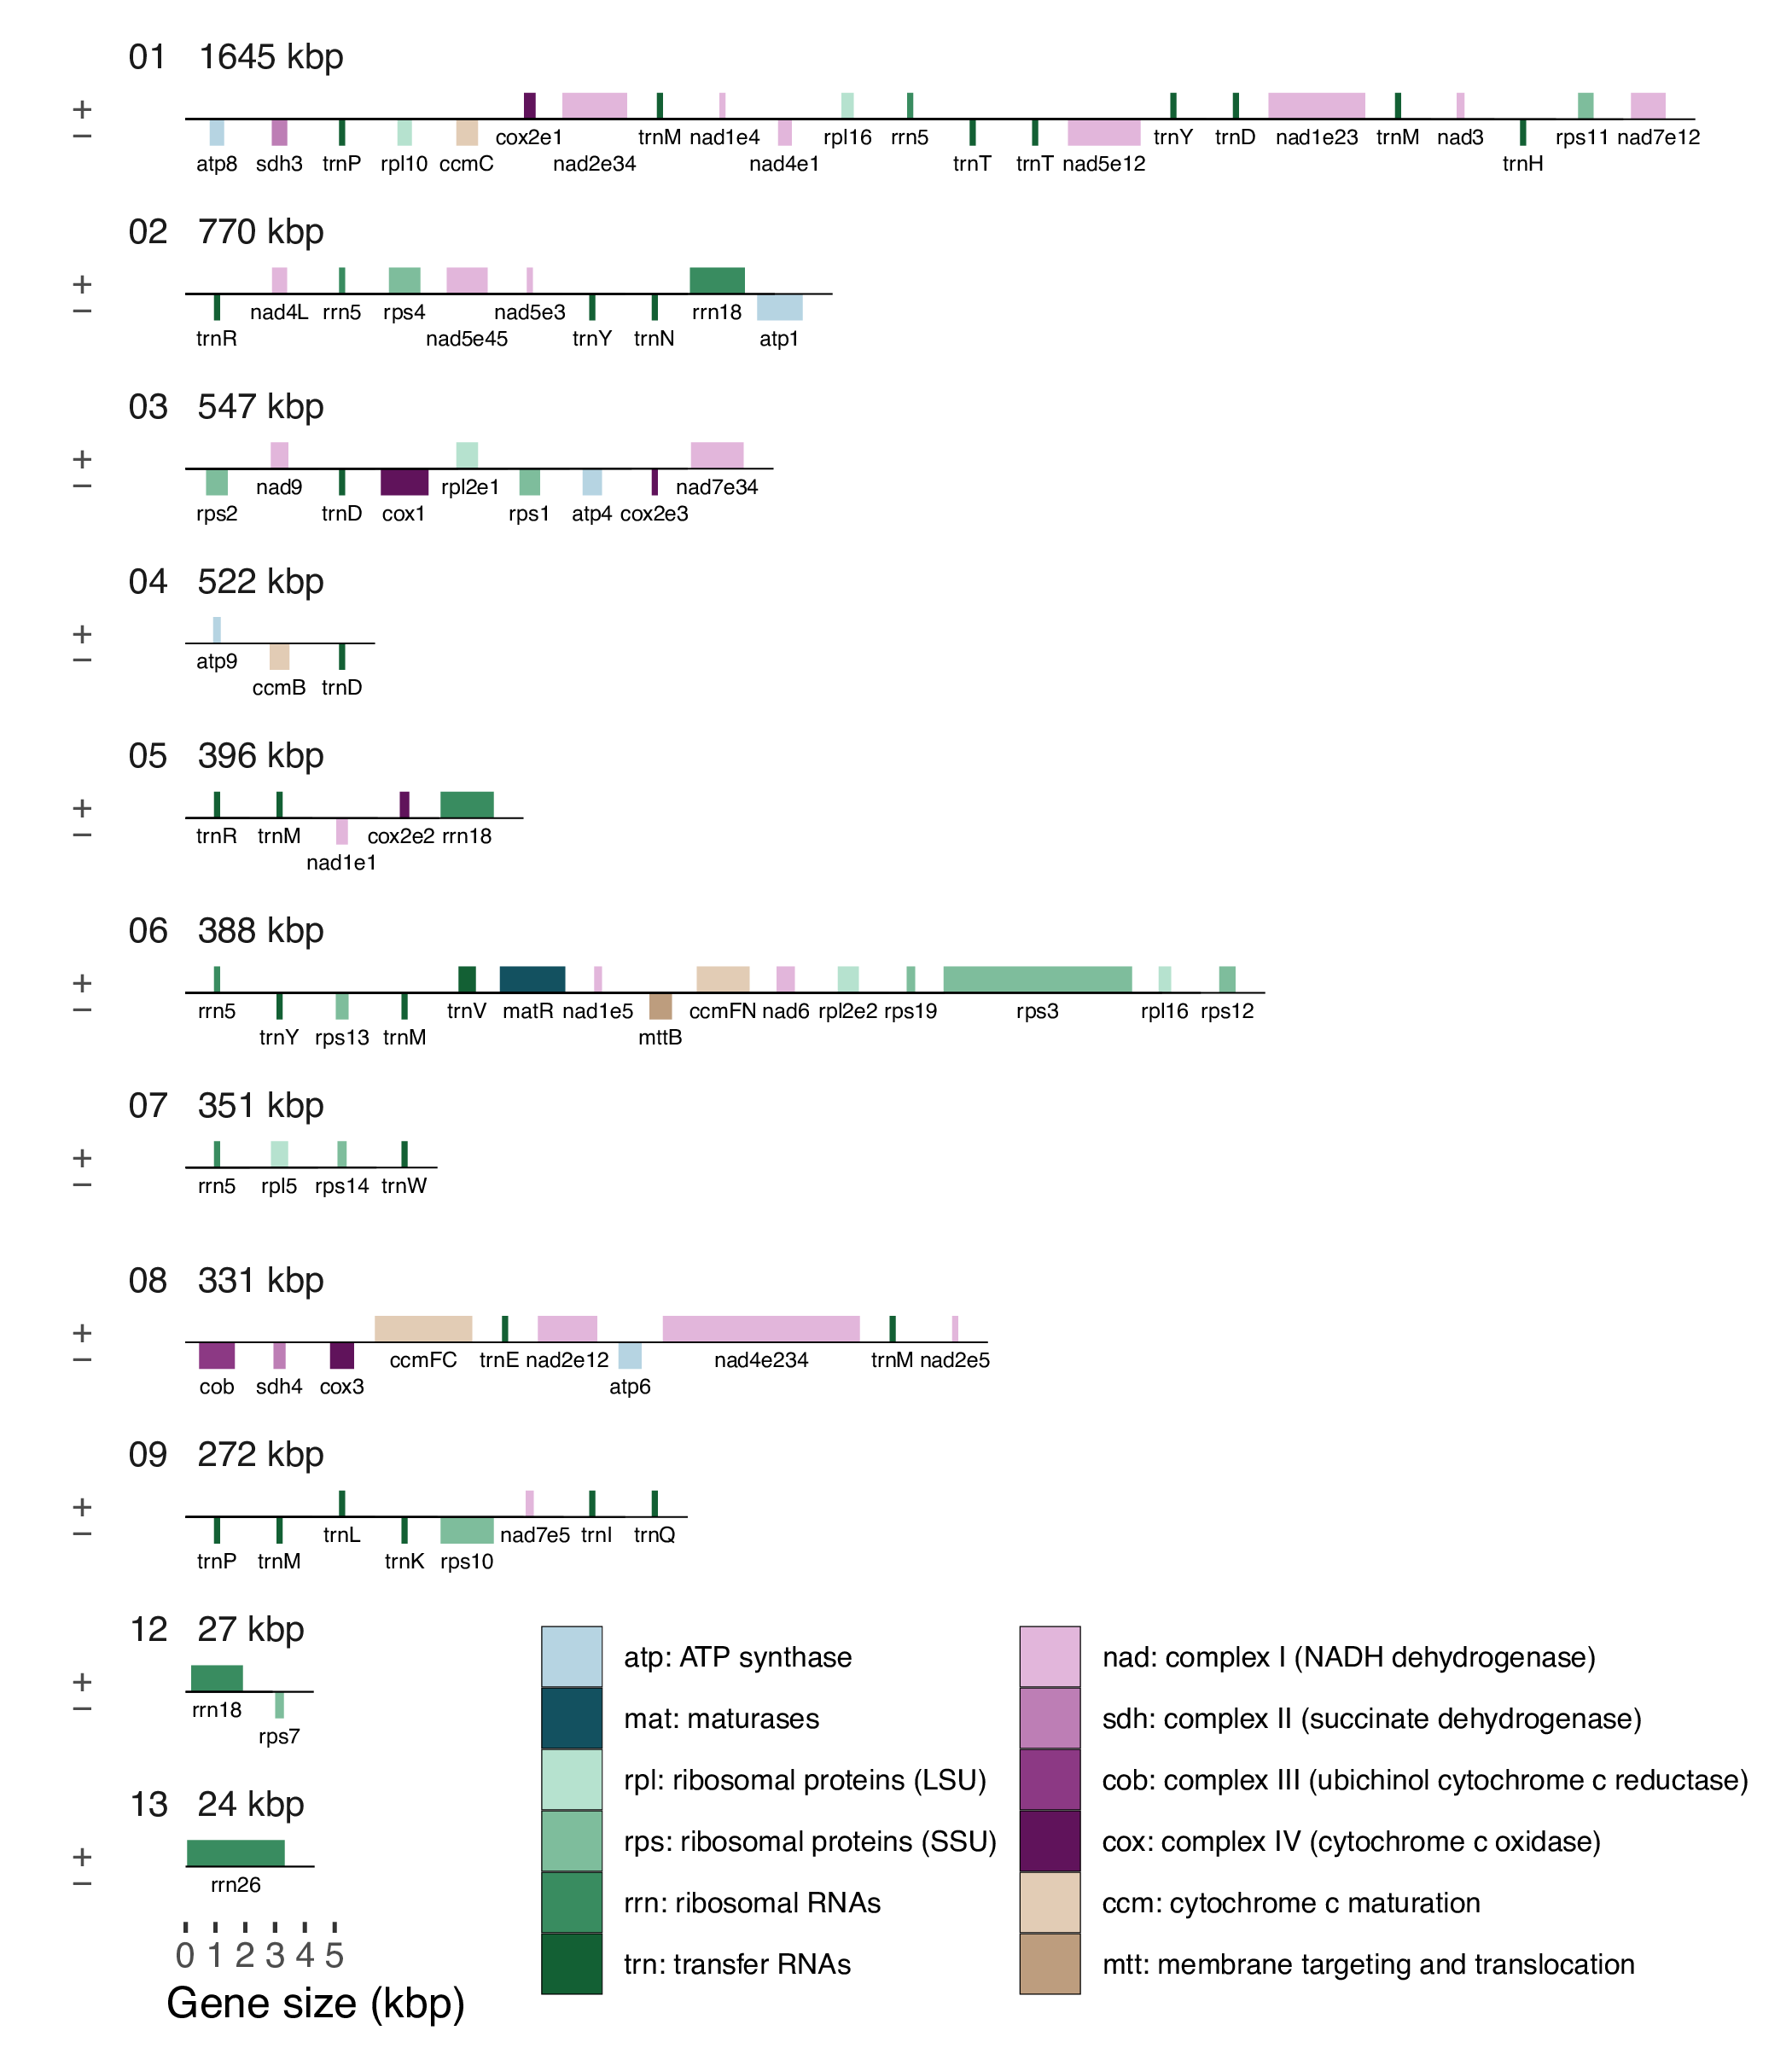 01 1645 kbp
+
cox2e1 trnM nad1e4 rpl16 rrn5 trnY trnD nad1e23 trnM nad3 rps11 nad7e12
−
atp8 sdh3 trnP rpl10 ccmC nad2e34 nad4e1 trnT trnT nad5e12 trnH
02 770 kbp
+
nad4L rrn5 rps4 nad5e3 rrn18
−
trnR nad5e45 trnY trnN atp1
03 547 kbp
+
nad9 rpl2e1 nad7e34
−
rps2 trnD cox1 rps1 atp4 cox2e3
04 522 kbp
+
atp9
−
ccmB trnD
05 396 kbp
+
trnR trnM cox2e2 rrn18
−
nad1e1
06 388 kbp
+
rrn5 trnV matR nad1e5 ccmFN nad6 rpl2e2 rps19 rps3 rpl16 rps12
−
trnY rps13 trnM mttB
07 351 kbp
+
−
rrn5 rpl5 rps14 trnW
08 331 kbp
+
ccmFC trnE nad2e12 nad4e234 trnM nad2e5
−
cob sdh4 cox3 atp6
09 272 kbp
+
trnL nad7e5 trnI trnQ
−
trnP trnM trnK rps10
12 27 kbp
+
rrn18
−
rps7
13 24 kbp
+
−
rrn26
0 1 2 3 4 5
Gene size (kbp)
atp: ATP synthase
mat: maturases
rpl: ribosomal proteins (LSU)
rps: ribosomal proteins (SSU)
rrn: ribosomal RNAs
trn: transfer RNAs
nad: complex I (NADH dehydrogenase)
sdh: complex II (succinate dehydrogenase)
cob: complex III (ubichinol cytochrome c reductase)
cox: complex IV (cytochrome c oxidase)
ccm: cytochrome c maturation
mtt: membrane targeting and translocation